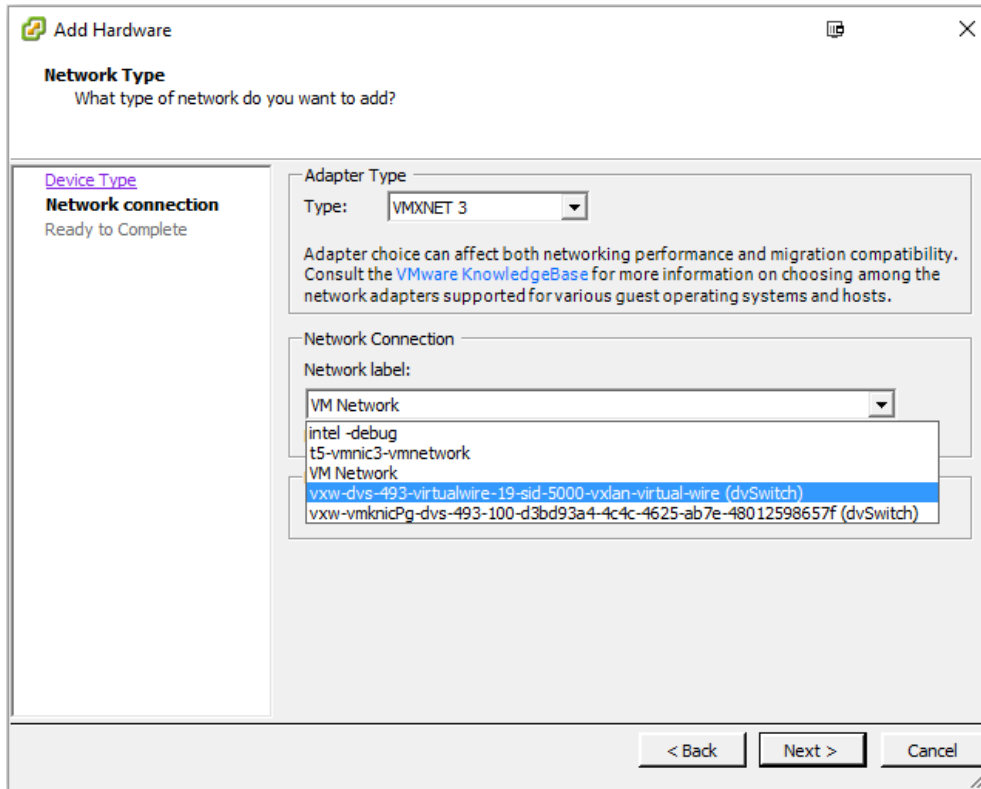 Add Hardware
Network Type
What type of network do you want to add?
Device Type
Network connection
Ready to Complete
Adapter Type
Type:
VMXNET 3
Adapter choice can affect both networking performance and migration compatibility.
Consult the VMware KnowledgeBase for more information on choosing among the
network adapters supported for various guest operating systems and hosts.
Network Connection
Network label:
VM Network
intel -debug
t5-vmnic3-vmnetwork
VM Network
vxw-dvs-493-virtualwire-19-sid-5000-vxlan-virtual-wire (dvSwitch)
vxw-vmknicPg-dvs-493-100-d3bd93a4-4c4c-4625-ab7e-48012598657f (dvSwitch)
< Back
Next >
Cancel